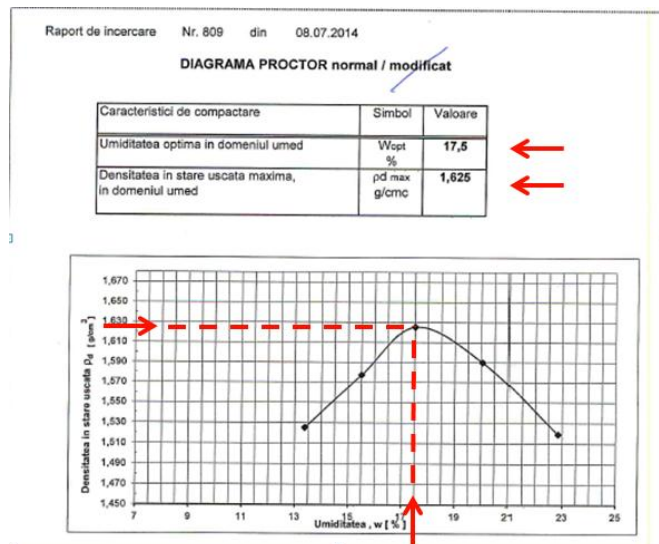 Raport de incercare Nr. 809 din 08.07.2014
DIAGRAMA PROCTOR normal / modificat
Caracteristici de compactare Simbol Valoare
Umiditatea optima in domeniul umed Wopt % 17,5
Densitatea in stare uscata maxima, in domeniul umed ρd max g/cmc 1,625
Densitatea in stare uscata ρd [ g/cm³ ]
1,670
1,650
1,630
1,610
1,590
1,570
1,550
1,530
1,510
1,490
1,470
1,450
7 9 11 13 15 17 19 21 23 25
Umiditatea , w [ % ]